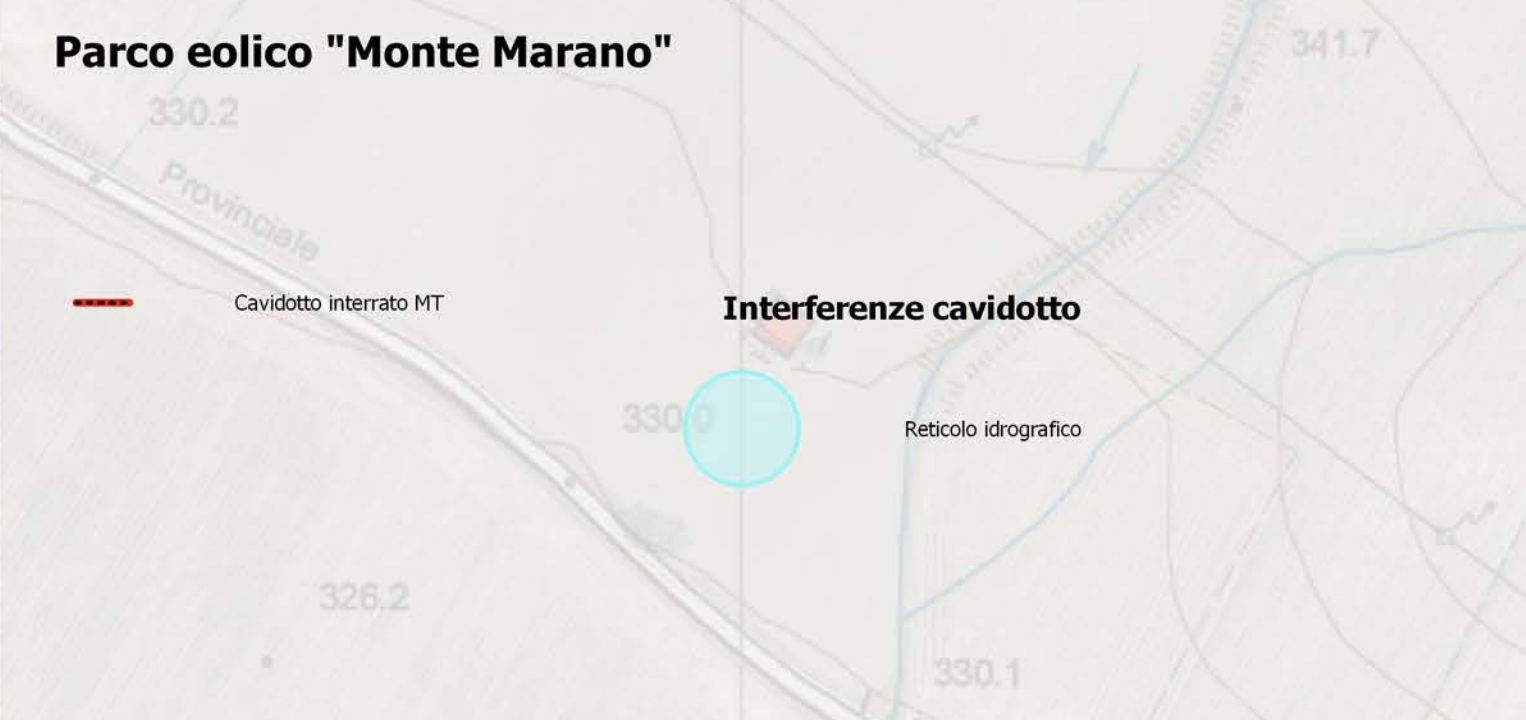 Parco eolico "Monte Marano"
341.7
330.2
Provinciale
Cavidotto interrato MT
Interferenze cavidotto
330.0
Reticolo idrografico
326.2
330.1